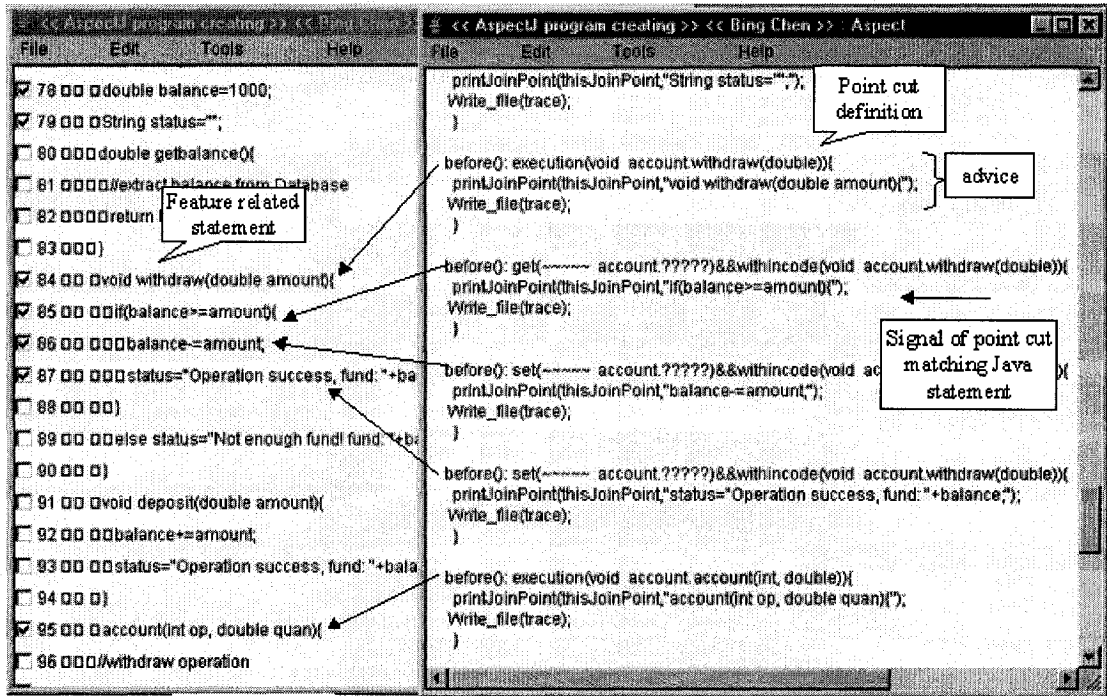 << AspectJ program creating >> << Bing Chen
File Edit Tools Help
78 double balance=1000;
79 String status="";
80 double getbalance(){
81 //extract balance from Database
82 return
83 }
84 void withdraw(double amount){
85 if(balance>=amount){
86 balance-=amount;
87 status="Operation success, fund: "+ba
88 }
89 else status="Not enough fund! fund: "+ba
90 }
91 void deposit(double amount){
92 balance+=amount;
93 status="Operation success, fund: "+bala
94 }
95 account(int op, double quan){
96 //withdraw operation
Feature related
statement
<< AspectJ program creating >> << Bing Chen >> : Aspect
File Edit Tools Help
printJoinPoint(thisJoinPoint,"String status="";");
Write_file(trace);
}
before(): execution(void account.withdraw(double)){
printJoinPoint(thisJoinPoint,"void withdraw(double amount){");
Write_file(trace);
}
before(): get(~~~~~ account.?????)&&withincode(void account.withdraw(double)){
printJoinPoint(thisJoinPoint,"if(balance>=amount){");
Write_file(trace);
}
before(): set(~~~~~ account.?????)&&withincode(void ac ){
printJoinPoint(thisJoinPoint,"balance-=amount;");
Write_file(trace);
}
before(): set(~~~~~ account.?????)&&withincode(void account.withdraw(double)){
printJoinPoint(thisJoinPoint,"status="Operation success, fund: "+balance;");
Write_file(trace);
}
before(): execution(void account.account(int, double)){
printJoinPoint(thisJoinPoint,"account(int op, double quan){");
Write_file(trace);
}
Point cut
definition
advice
Signal of point cut
matching Java
statement